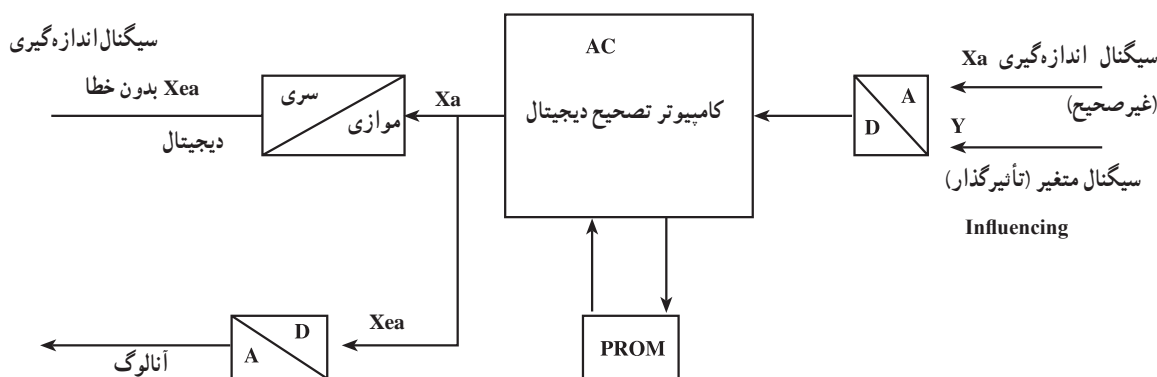 سیگنال اندازه‌گیری
Xea بدون خطا
دیجیتال
سری
موازی
Xa
AC
کامپیوتر تصحیح دیجیتال
A
D
سیگنال اندازه‌گیری Xa
(غیرصحیح)
Y
سیگنال متغیر (تأثیرگذار)
Influencing
PROM
Xea
D
A
آنالوگ